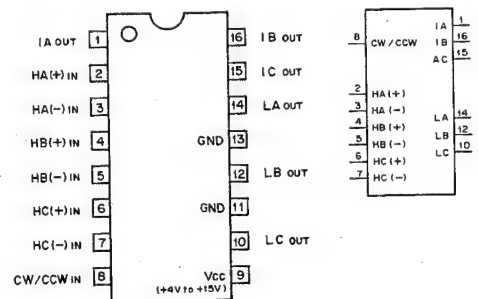 IA OUT 1
HA(+) IN 2
HA(-) IN 3
HB(+) IN 4
HB(-) IN 5
HC(+) IN 6
HC(-) IN 7
CW/CCW IN 8
16 IB OUT
15 IC OUT
14 LA OUT
GND 13
12 LB OUT
GND 11
10 LC OUT
Vcc 9
(+4V to +15V)
8 CW/CCW
2 HA(+)
3 HA(-)
4 HB(+)
5 HB(-)
6 HC(+)
7 HC(-)
IA 1
IB 16
AC 15
LA 14
LB 12
LC 10